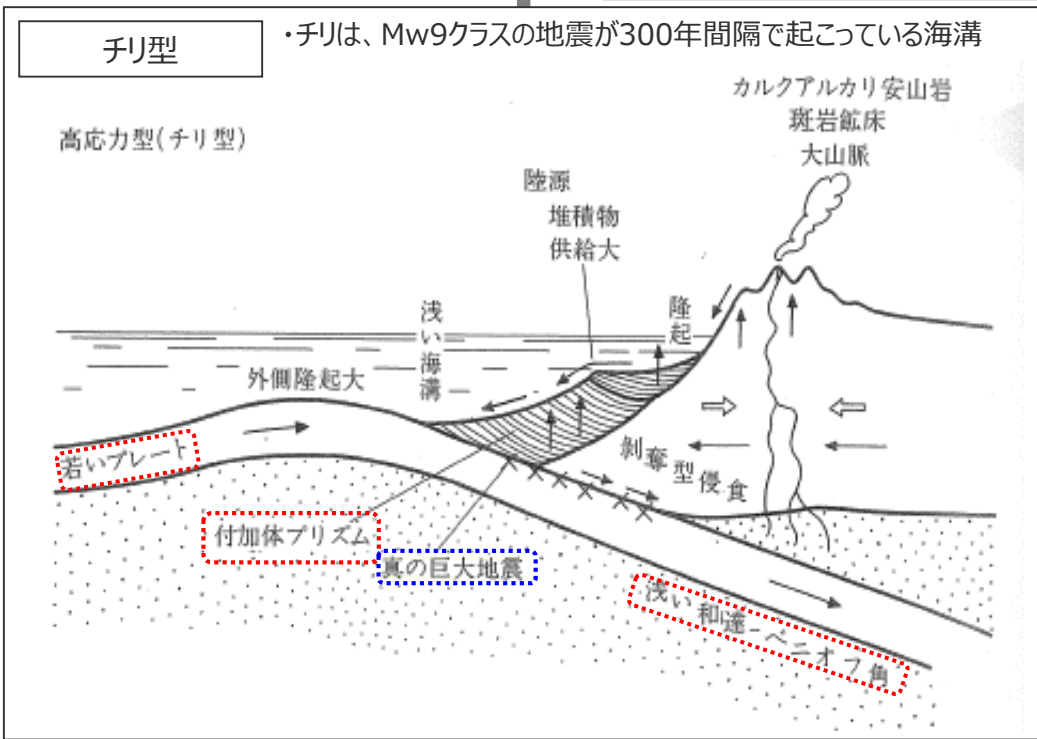 チリ型
・チリは、Mw9クラスの地震が300年間隔で起こっている海溝
高応力型(チリ型)
カルクアルカリ安山岩
斑岩鉱床
大山脈
陸源
堆積物
供給大
浅い海溝
隆起
外側隆起大
若いプレート
剝奪型侵食
付加体プリズム
真の巨大地震
浅い和達-ベニオフ角